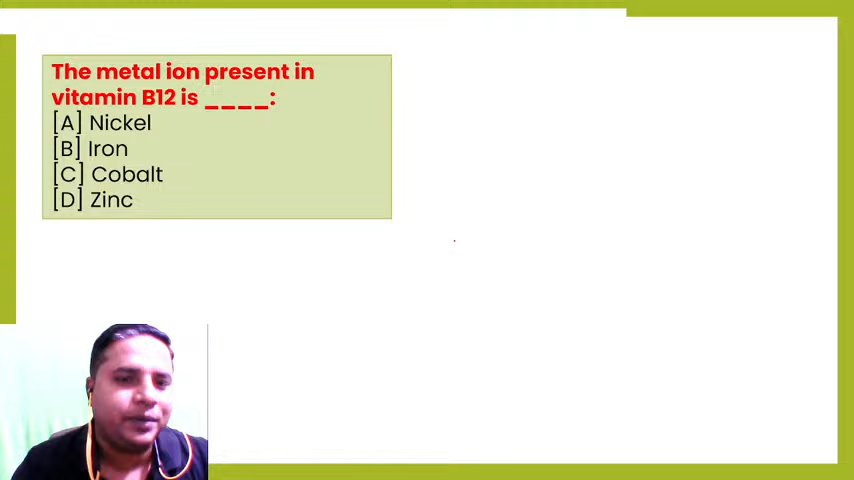 The metal ion present in
vitamin B12 is ____:
[A] Nickel
[B] Iron
[C] Cobalt
[D] Zinc